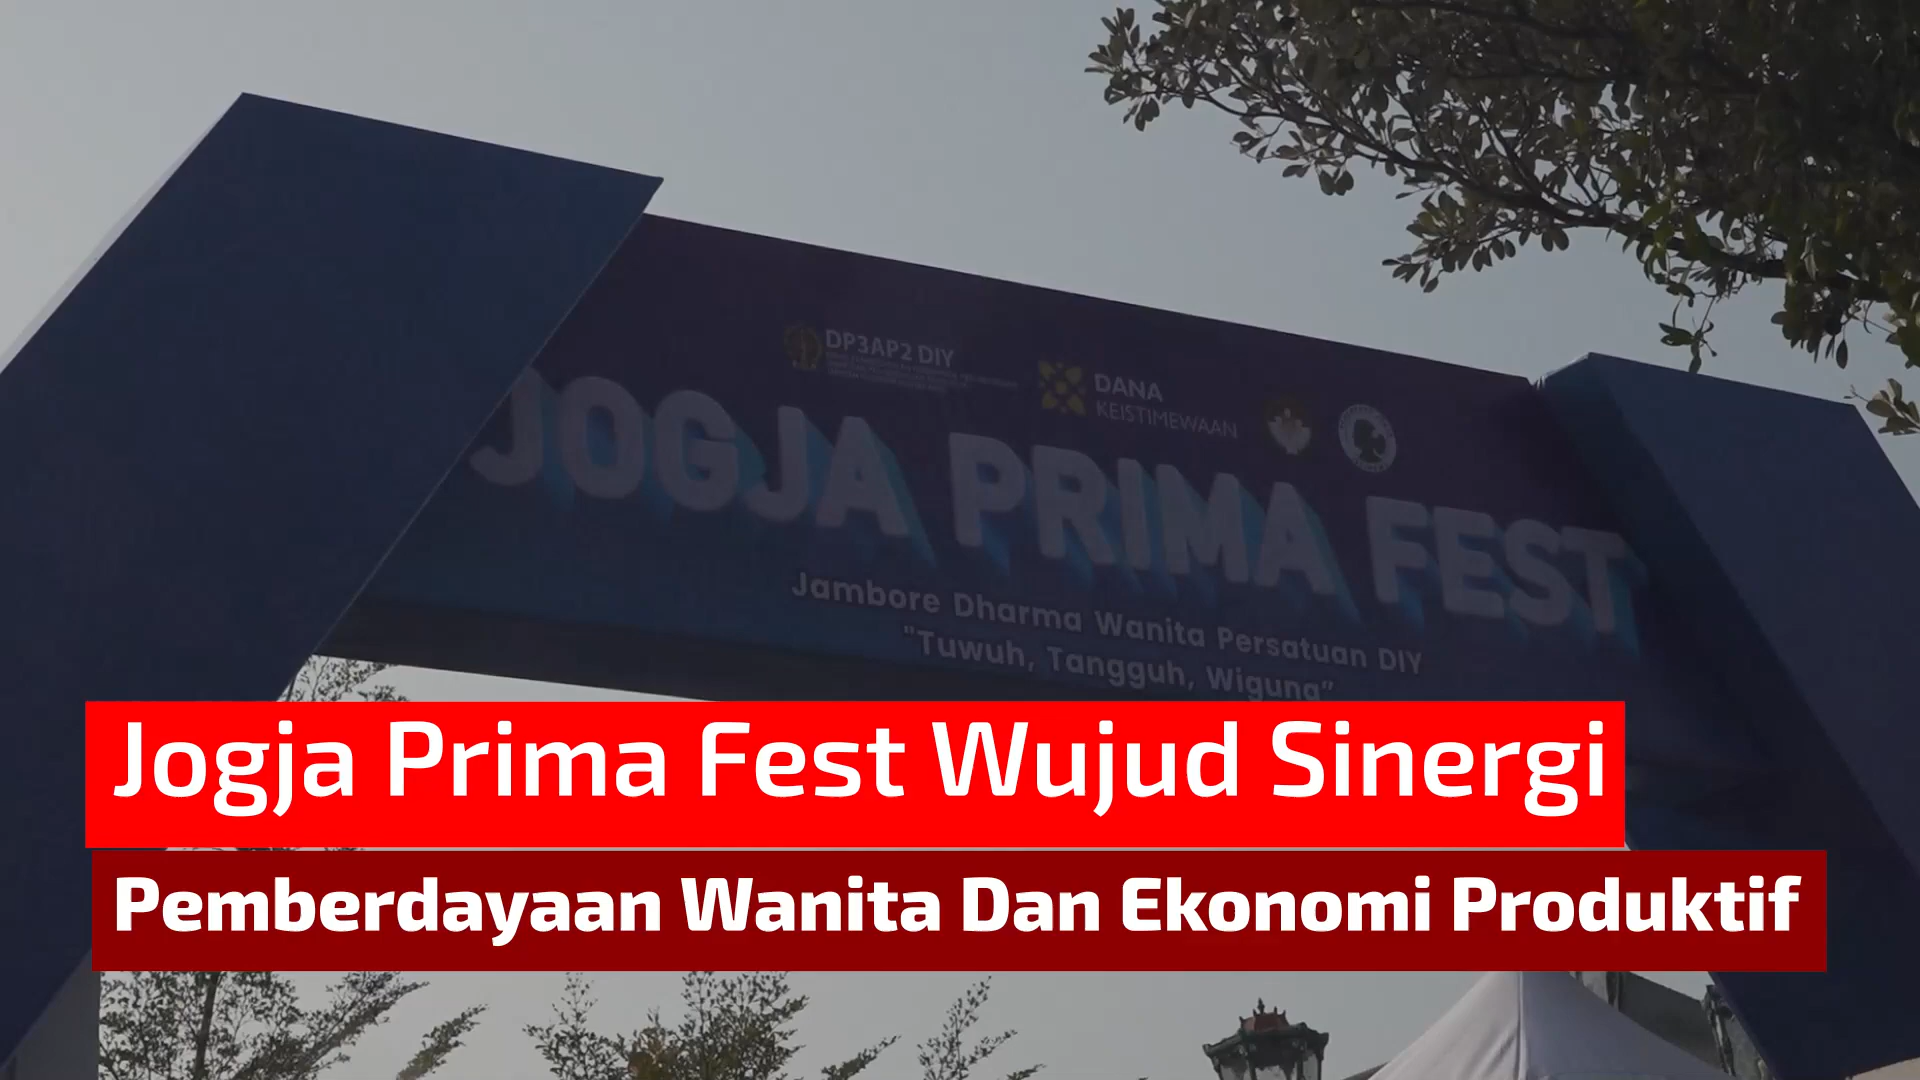 DP3AP2 DIY
DANA
KEISTIMEWAAN
JOGJA PRIMA FEST
Jambore Dharma Wanita Persatuan DIY
"Tuwuh, Tangguh, Wiguna"
Jogja Prima Fest Wujud Sinergi
Pemberdayaan Wanita Dan Ekonomi Produktif